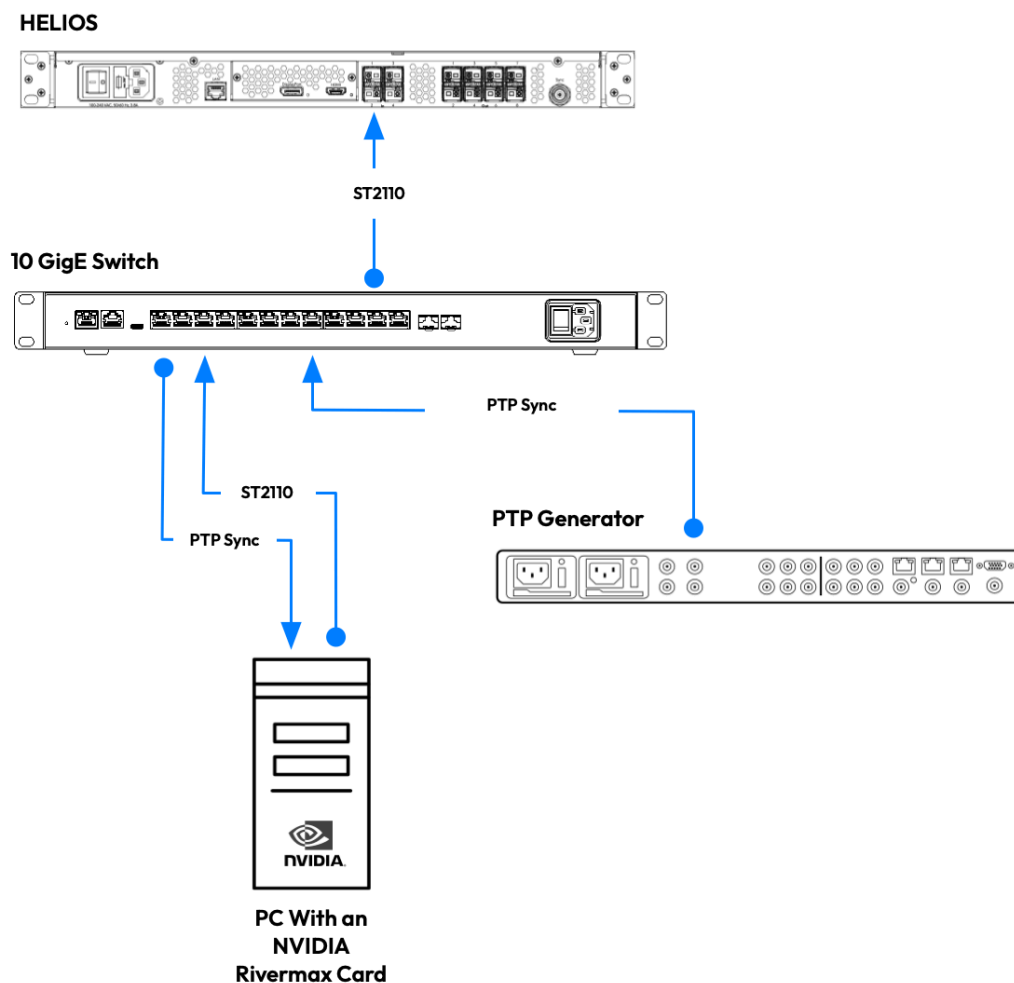 HELIOS
ST2110
10 GigE Switch
PTP Sync
ST2110
PTP Generator
PTP Sync
NVIDIA.
PC With an
NVIDIA
Rivermax Card